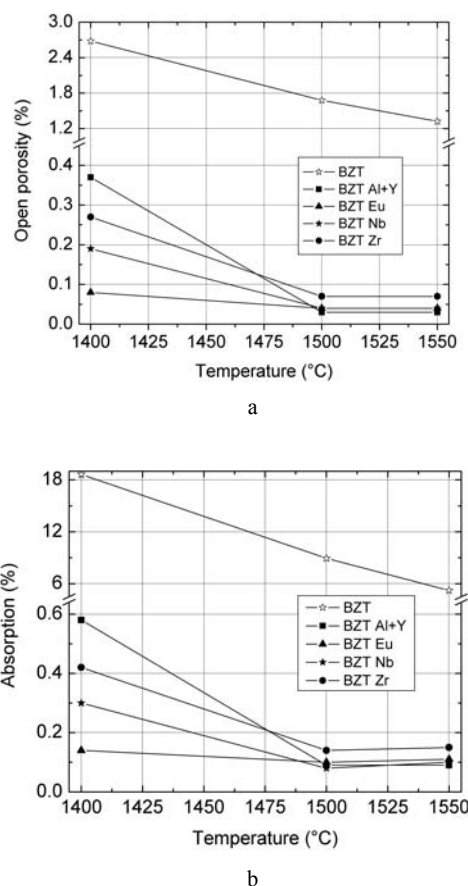 3.0
2.4
1.8
1.2
0.4
0.3
0.2
0.1
0.0
Open porosity (%)
BZT
BZT Al+Y
BZT Eu
BZT Nb
BZT Zr
1400 1425 1450 1475 1500 1525 1550
Temperature (°C)
a
18
12
6
0.6
0.4
0.2
0.0
Absorption (%)
BZT
BZT Al+Y
BZT Eu
BZT Nb
BZT Zr
1400 1425 1450 1475 1500 1525 1550
Temperature (°C)
b